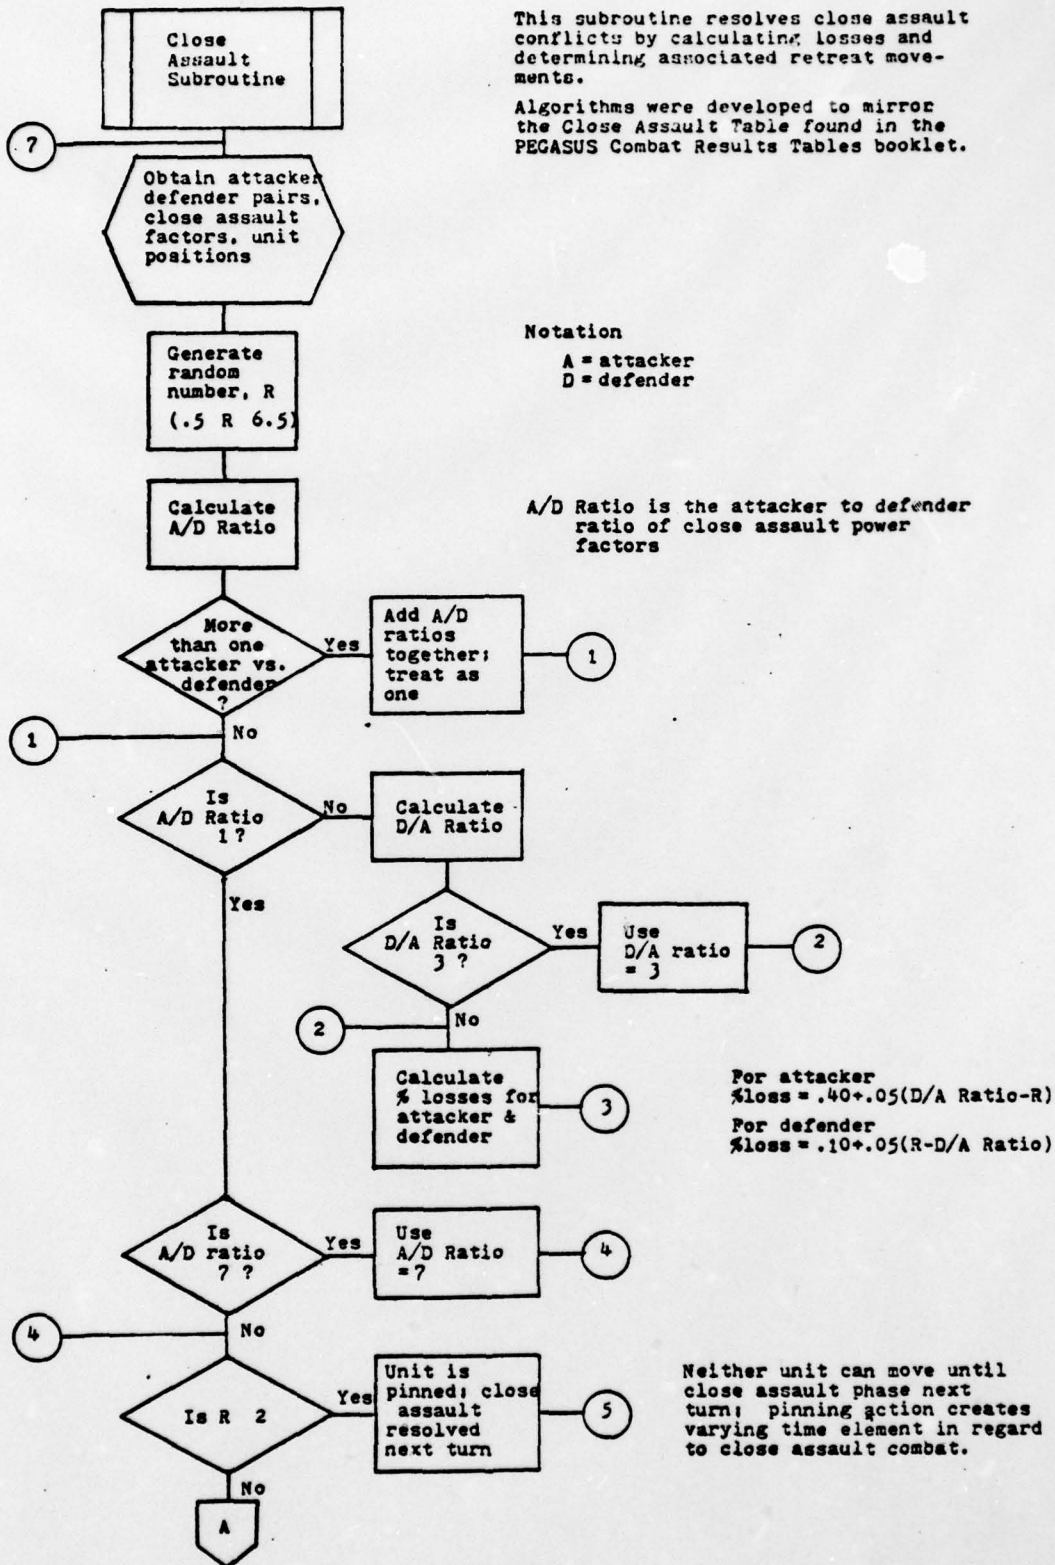 Close
Assault
Subroutine
This subroutine resolves close assault
conflicts by calculating losses and
determining associated retreat move-
ments.
Algorithms were developed to mirror
the Close Assault Table found in the
PEGASUS Combat Results Tables booklet.
7
Obtain attacker
defender pairs,
close assault
factors, unit
positions
Generate
random
number, R
(.5 R 6.5)
Notation
A = attacker
D = defender
Calculate
A/D Ratio
A/D Ratio is the attacker to defender
ratio of close assault power
factors
More
than one
attacker vs.
defender
?
Yes
Add A/D
ratios
together;
treat as
one
1
No
1
Is
A/D Ratio
1 ?
No
Calculate
D/A Ratio
Yes
Is
D/A Ratio
3 ?
Yes
Use
D/A ratio
= 3
2
No
2
Calculate
% losses for
attacker &
defender
3
For attacker
%loss = .40+.05(D/A Ratio-R)
For defender
%loss = .10+.05(R-D/A Ratio)
Is
A/D ratio
7 ?
Yes
Use
A/D Ratio
=7
4
No
4
Is R 2
Yes
Unit is
pinned; close
assault
resolved
next turn
5
Neither unit can move until
close assault phase next
turn; pinning action creates
varying time element in regard
to close assault combat.
No
A